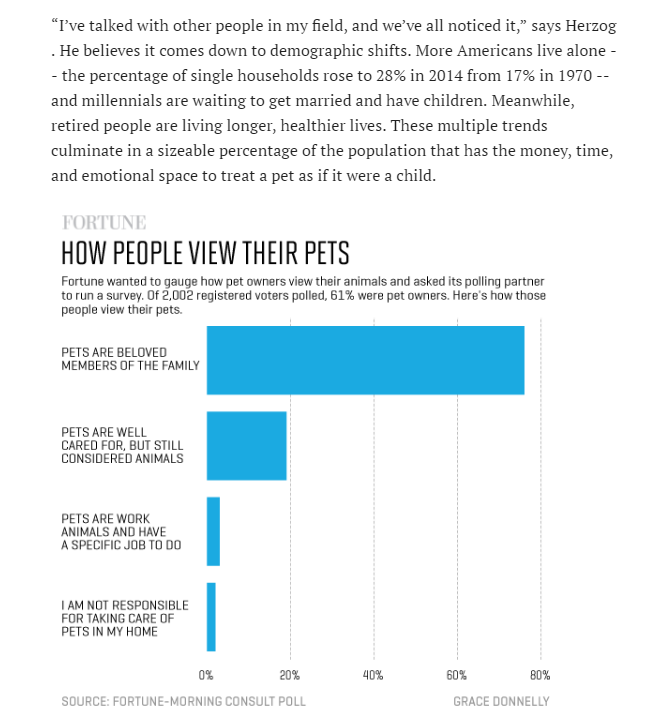 “I’ve talked with other people in my field, and we’ve all noticed it,” says Herzog
. He believes it comes down to demographic shifts. More Americans live alone -
- the percentage of single households rose to 28% in 2014 from 17% in 1970 --
and millennials are waiting to get married and have children. Meanwhile,
retired people are living longer, healthier lives. These multiple trends
culminate in a sizeable percentage of the population that has the money, time,
and emotional space to treat a pet as if it were a child.
FORTUNE
HOW PEOPLE VIEW THEIR PETS
Fortune wanted to gauge how pet owners view their animals and asked its polling partner
to run a survey. Of 2,002 registered voters polled, 61% were pet owners. Here's how those
people view their pets.
PETS ARE BELOVED
MEMBERS OF THE FAMILY
PETS ARE WELL
CARED FOR, BUT STILL
CONSIDERED ANIMALS
PETS ARE WORK
ANIMALS AND HAVE
A SPECIFIC JOB TO DO
I AM NOT RESPONSIBLE
FOR TAKING CARE OF
PETS IN MY HOME
0% 20% 40% 60% 80%
SOURCE: FORTUNE-MORNING CONSULT POLL GRACE DONNELLY